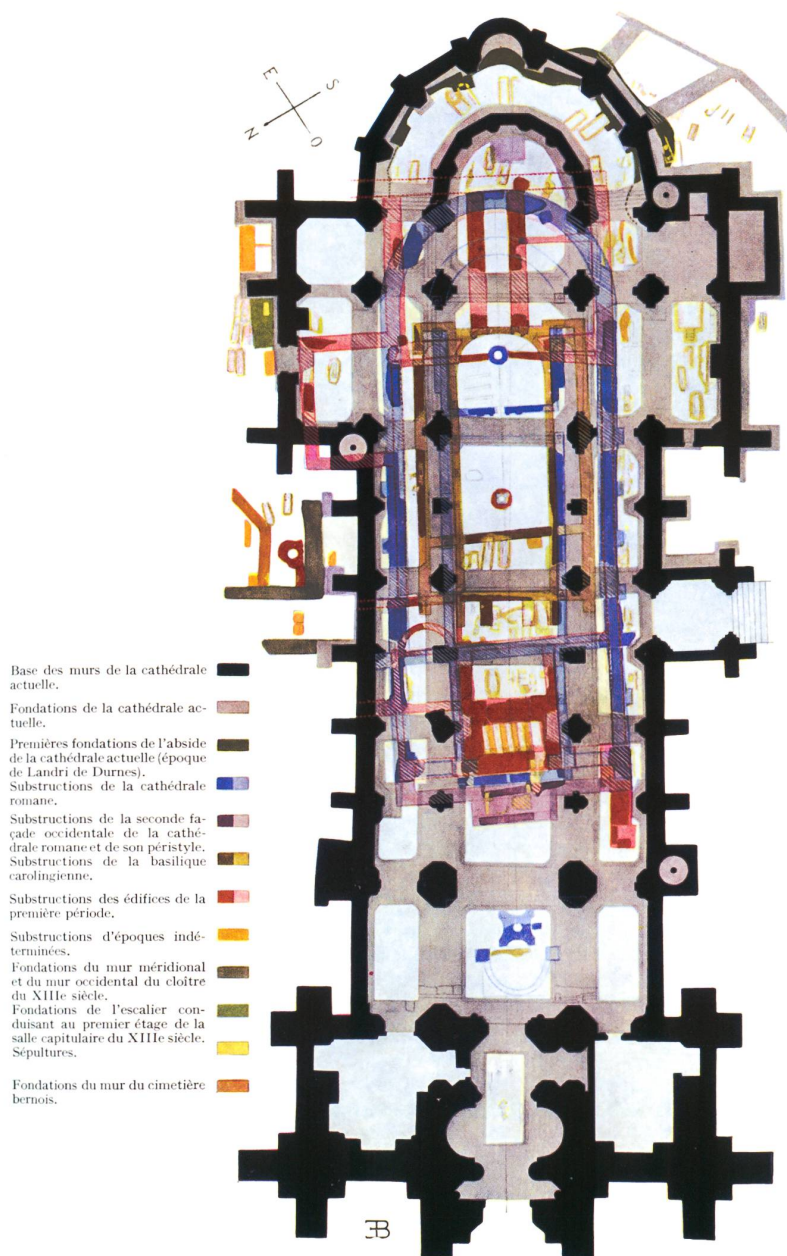 E
S
N
O
Base des murs de la cathédrale
actuelle.
Fondations de la cathédrale ac-
tuelle.
Premières fondations de l'abside
de la cathédrale actuelle (époque
de Landri de Durnes).
Substructions de la cathédrale
romane.
Substructions de la seconde fa-
çade occidentale de la cathé-
drale romane et de son péristyle.
Substructions de la basilique
carolingienne.
Substructions des édifices de la
première période.
Substructions d'époques indé-
terminées.
Fondations du mur méridional
et du mur occidental du cloître
du XIIIe siècle.
Fondations de l'escalier con-
duisant au premier étage de la
salle capitulaire du XIIIe siècle.
Sépultures.
Fondations du mur du cimetière
bernois.